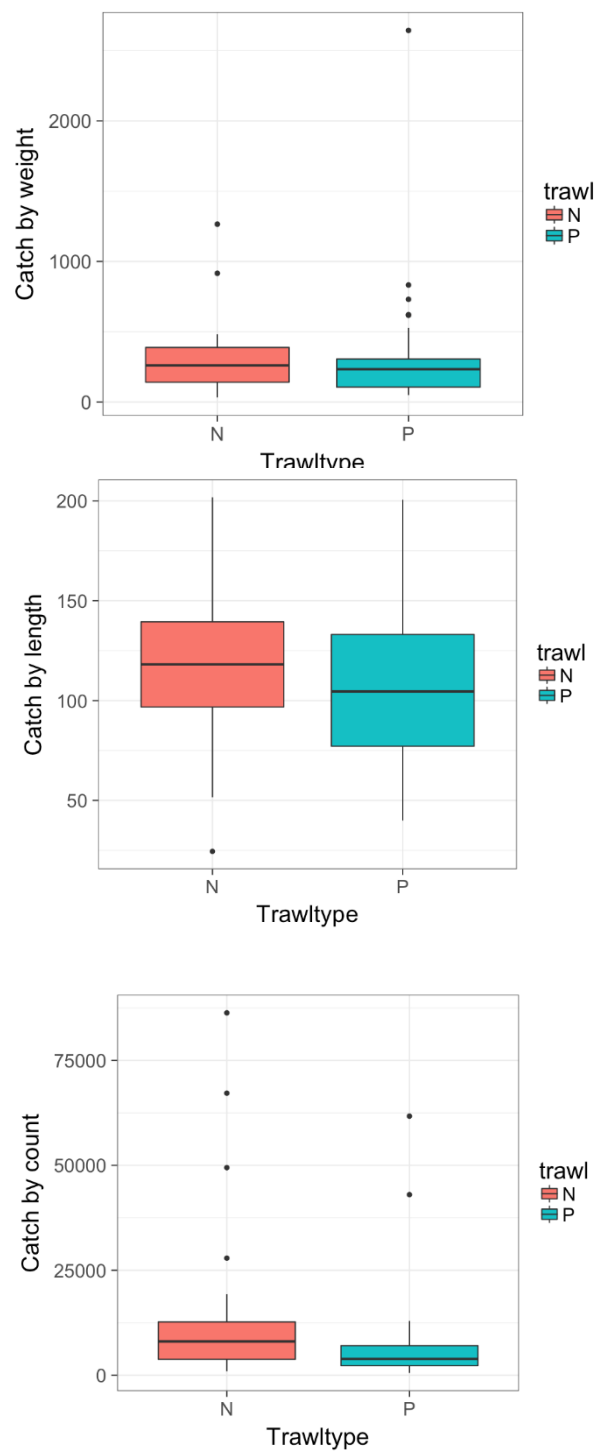 Catch by weight
2000
1000
0
N
P
Trawltype
trawl
N
P
Catch by length
200
150
100
50
N
P
Trawltype
trawl
N
P
Catch by count
75000
50000
25000
0
N
P
Trawltype
trawl
N
P